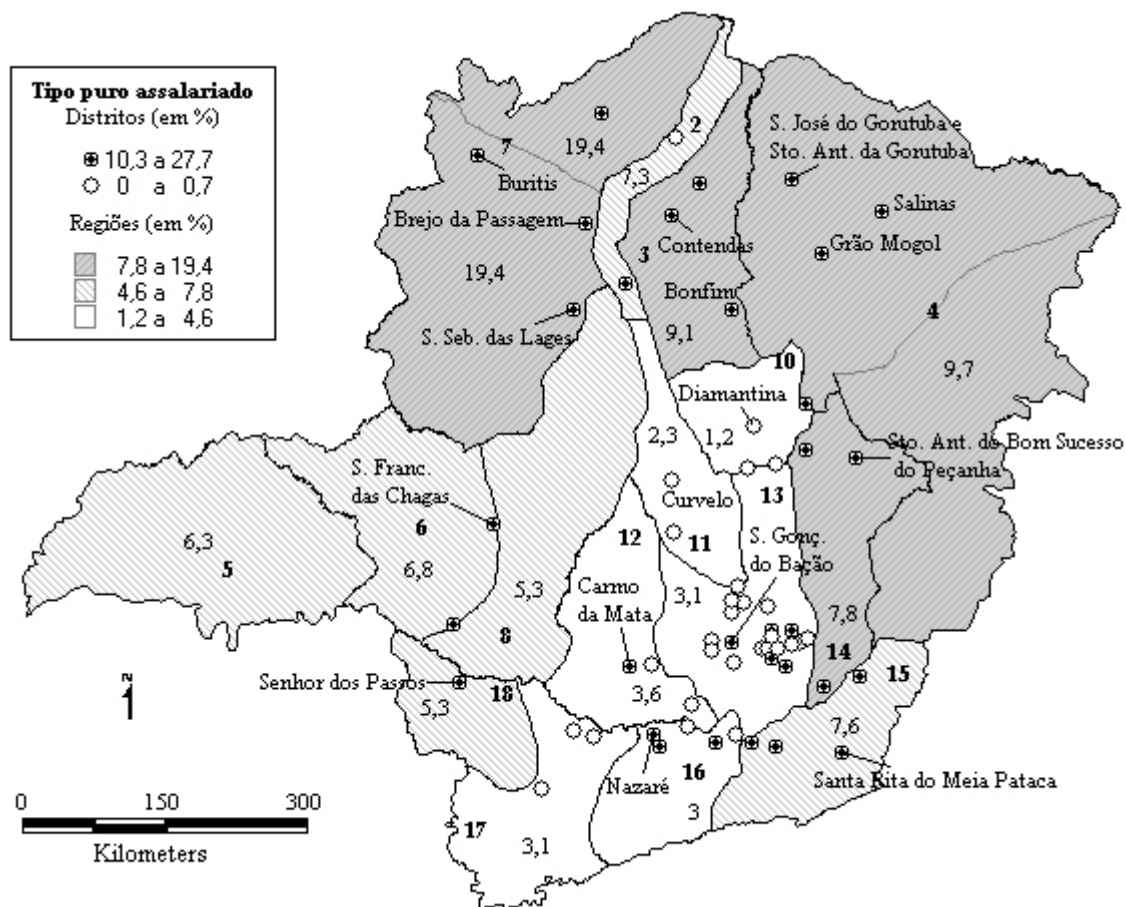 Tipo puro assalariado
Distritos (em %)
10,3 a 27,7
0 a 0,7
Regiões (em %)
7,8 a 19,4
4,6 a 7,8
1,2 a 4,6
7
19,4
2
7,3
Buritis
Brejo da Passagem
19,4
S. Seb. das Lages
S. José do Gorutuba e
Sto. Ant. da Gorutuba
Salinas
Grão Mogol
Contendas
3
Bonfim
9,1
4
9,7
10
Diamantina
2,3
1,2
Sto. Ant. do Bom Sucesso
do Peçanha
S. Franc.
das Chagas
6
6,8
6,3
5
5,3
8
Curvelo
13
12
11
S. Gonç.
do Bação
Carmo
da Mata
3,1
3,6
7,8
14
15
7,6
Senhor dos Passos
18
5,3
Nazaré
16
3
Santa Rita do Meia Pataca
17
3,1
N
1
0 150 300
Kilometers